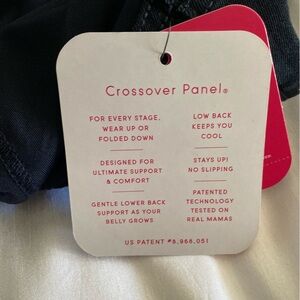 Crossover Panel®
FOR EVERY STAGE,
WEAR UP OR
FOLDED DOWN
DESIGNED FOR
ULTIMATE SUPPORT
& COMFORT
GENTLE LOWER BACK
SUPPORT AS YOUR
BELLY GROWS
LOW BACK
KEEPS YOU
COOL
STAYS UP!
NO SLIPPING
PATENTED
TECHNOLOGY
TESTED ON
REAL MAMAS
US PATENT #8,966,051